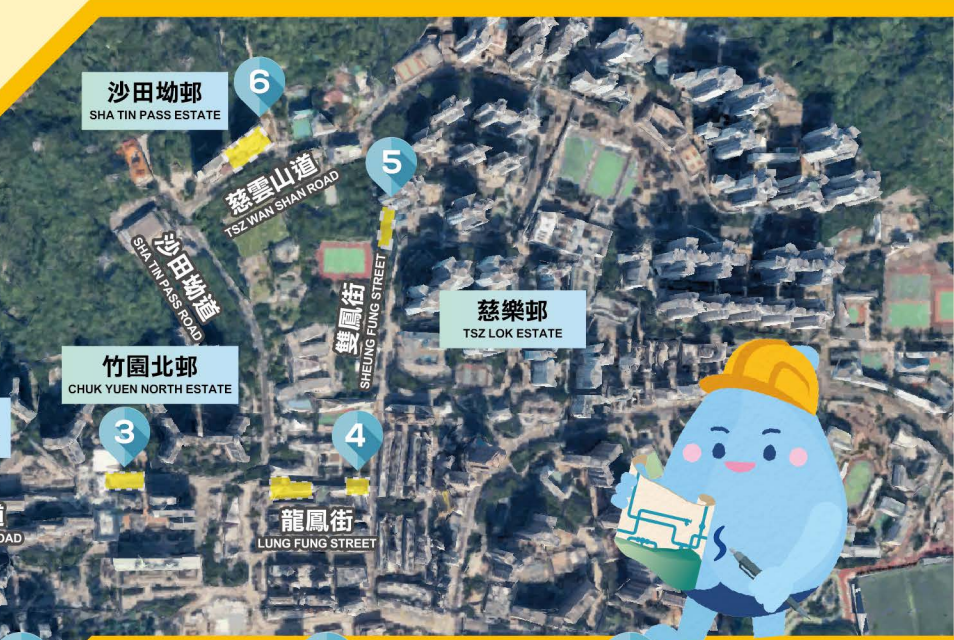 沙田坳邨
SHA TIN PASS ESTATE
6
5
慈雲山道
TSZ WAN SHAN ROAD
沙田坳道
SHA TIN PASS ROAD
雙鳳街
SHEUNG FUNG STREET
慈樂邨
TSZ LOK ESTATE
竹園北邨
CHUK YUEN NORTH ESTATE
3
4
龍鳳街
LUNG FUNG STREET